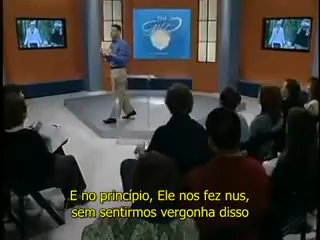 E no princípio, Ele nos fez nus,
sem sentirmos vergonha disso